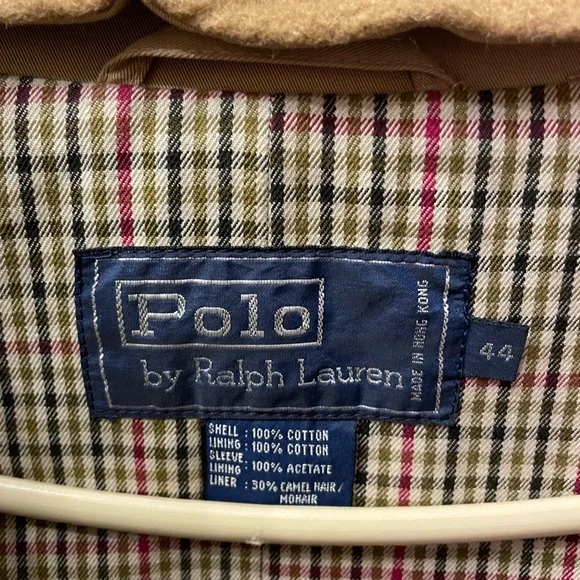 Polo
by Ralph Lauren
MADE IN HONG KONG
44
SHELL : 100% COTTON
LINING : 100% COTTON
SLEEVE
LINING : 100% ACETATE
LINER : 30% CAMEL HAIR/
MOHAIR